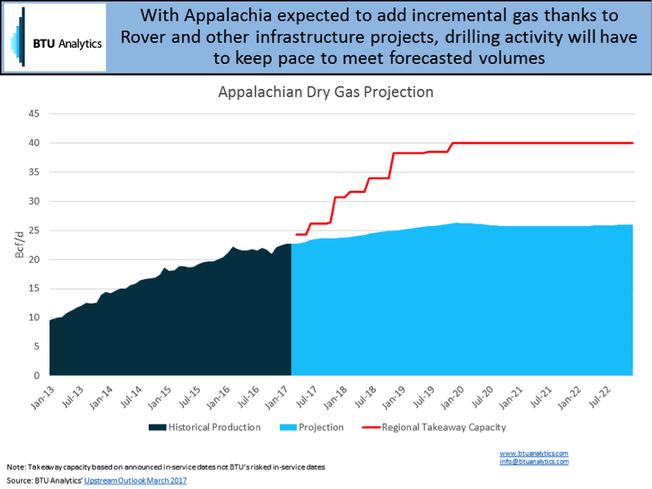 BTU Analytics
With Appalachia expected to add incremental gas thanks to
Rover and other infrastructure projects, drilling activity will have
to keep pace to meet forecasted volumes
Appalachian Dry Gas Projection
45
40
35
30
25
20
15
10
5
0
Bcf/d
Jan-13
Jul-13
Jan-14
Jul-14
Jan-15
Jul-15
Jan-16
Jul-16
Jan-17
Jul-17
Jan-18
Jul-18
Jan-19
Jul-19
Jan-20
Jul-20
Jan-21
Jul-21
Jan-22
Jul-22
Historical Production
Projection
Regional Takeaway Capacity
www.btuanalytics.com
info@btuanalytics.com
Note: Takeaway capacity based on announced in-service dates not BTU's risked in-service dates
Source: BTU Analytics' Upstream Outlook March 2017